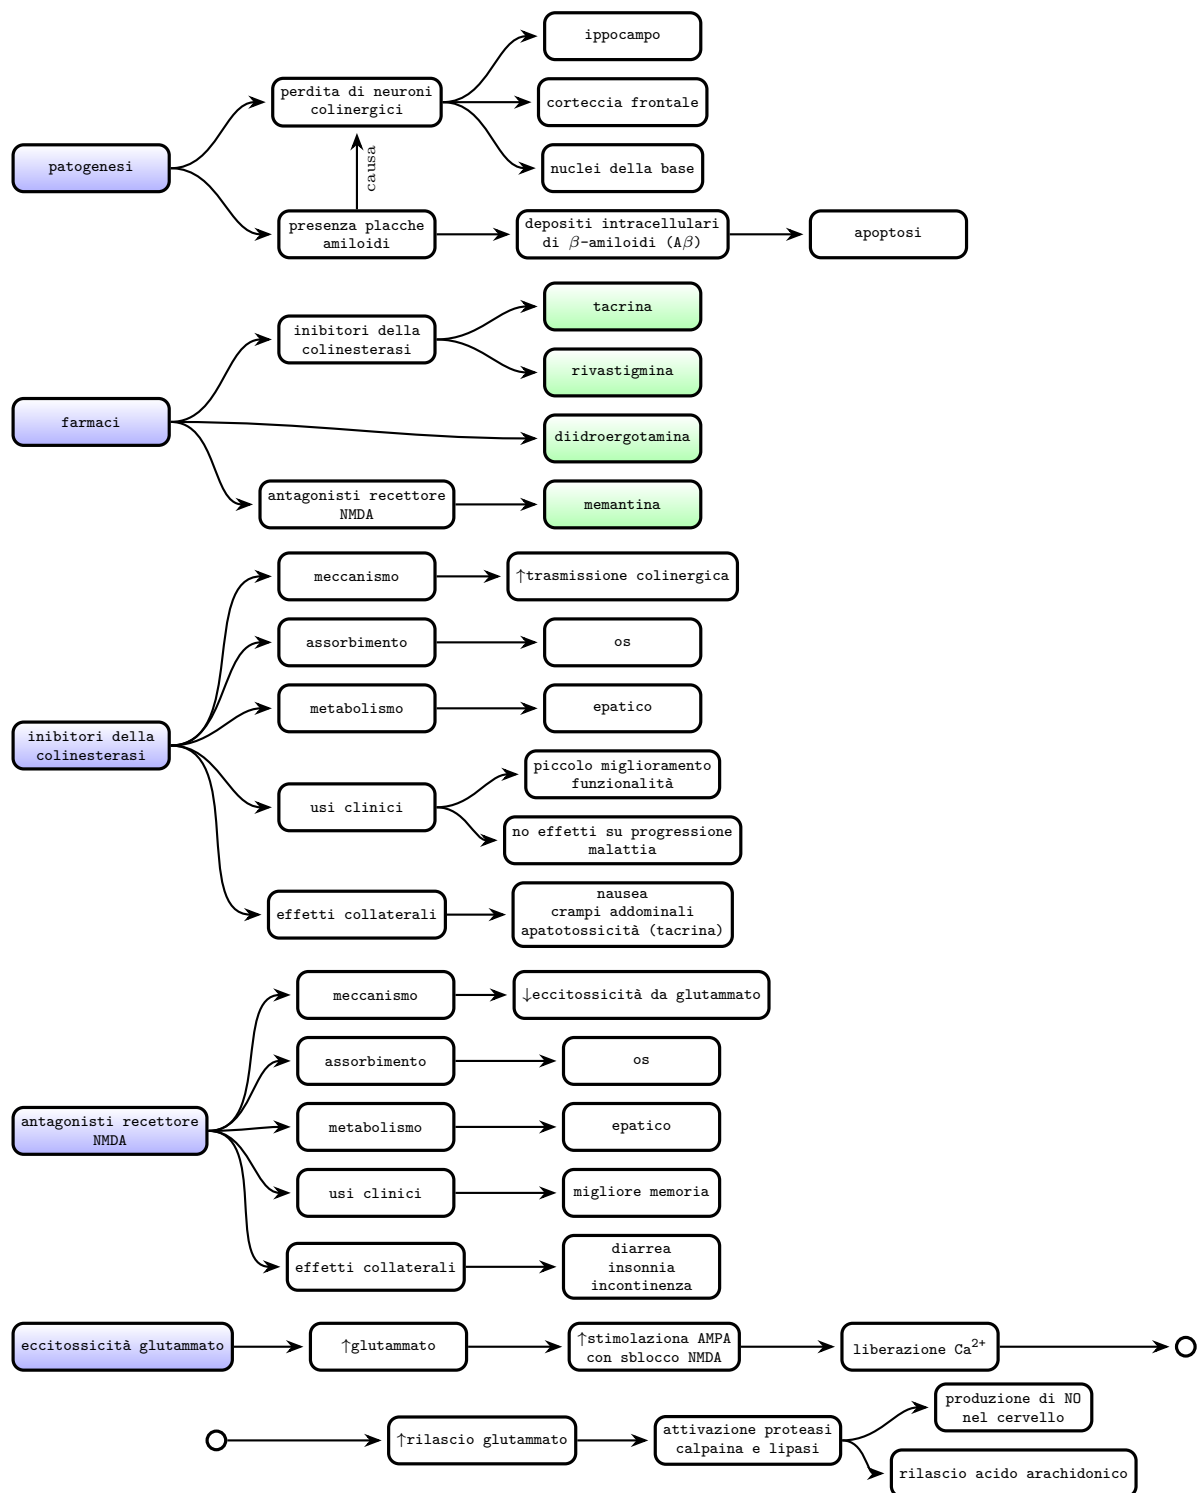 ippocampo
perdita di neuroni
colinergici
corteccia frontale
patogenesi
causa
nuclei della base
presenza placche
amiloidi
depositi intracellulari
di β-amiloidi (Aβ)
apoptosi
tacrina
inibitori della
colinesterasi
rivastigmina
farmaci
diidroergotamina
antagonisti recettore
NMDA
memantina
meccanismo
↑trasmissione colinergica
assorbimento
os
metabolismo
epatico
inibitori della
colinesterasi
piccolo miglioramento
funzionalità
usi clinici
no effetti su progressione
malattia
effetti collaterali
nausea
crampi addominali
apatotossicità (tacrina)
meccanismo
↓eccitossicità da glutammato
assorbimento
os
antagonisti recettore
NMDA
metabolismo
epatico
usi clinici
migliore memoria
effetti collaterali
diarrea
insonnia
incontinenza
eccitossicità glutammato
↑glutammato
↑stimolaziona AMPA
con sblocco NMDA
liberazione Ca²⁺
↑rilascio glutammato
attivazione proteasi
calpaina e lipasi
produzione di NO
nel cervello
rilascio acido arachidonico